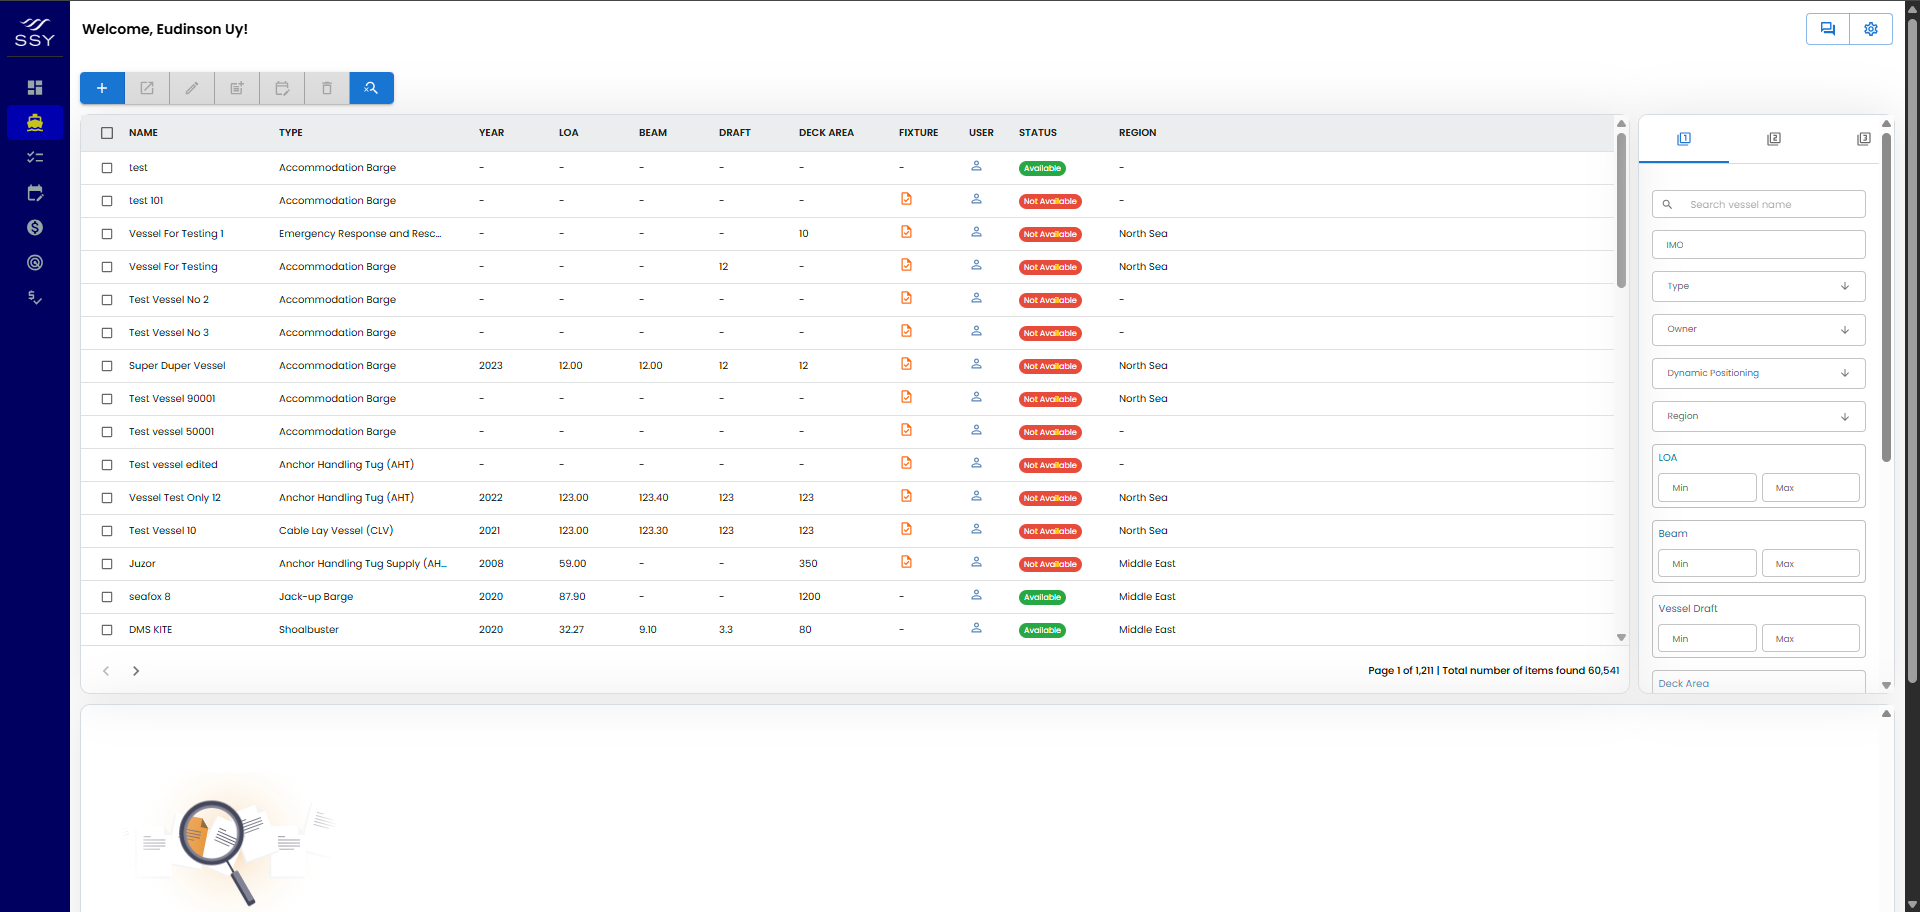 SSY
Welcome, Eudinson Uy!
NAME TYPE YEAR LOA BEAM DRAFT DECK AREA FIXTURE USER STATUS REGION
test Accommodation Barge - - - - - - Available -
test 101 Accommodation Barge - - - - - Not Available -
Vessel For Testing 1 Emergency Response and Resc... - - - - 10 Not Available North Sea
Vessel For Testing Accommodation Barge - - - 12 - Not Available North Sea
Test Vessel No 2 Accommodation Barge - - - - - Not Available -
Test Vessel No 3 Accommodation Barge - - - - - Not Available -
Super Duper Vessel Accommodation Barge 2023 12.00 12.00 12 12 Not Available North Sea
Test Vessel 90001 Accommodation Barge - - - - - Not Available North Sea
Test vessel 50001 Accommodation Barge - - - - - Not Available -
Test vessel edited Anchor Handling Tug (AHT) - - - - - Not Available -
Vessel Test Only 12 Anchor Handling Tug (AHT) 2022 123.00 123.40 123 123 Not Available North Sea
Test Vessel 10 Cable Lay Vessel (CLV) 2021 123.00 123.30 123 123 Not Available North Sea
Juzor Anchor Handling Tug Supply (AH... 2008 59.00 - - 350 Not Available Middle East
seafox 8 Jack-up Barge 2020 87.90 - - 1200 - Available Middle East
DMS KITE Shoalbuster 2020 32.27 9.10 3.3 80 - Available Middle East
Page 1 of 1,211 | Total number of items found 60,541
1 2 3
Search vessel name
IMO
Type
Owner
Dynamic Positioning
Region
LOA
Min Max
Beam
Min Max
Vessel Draft
Min Max
Deck Area